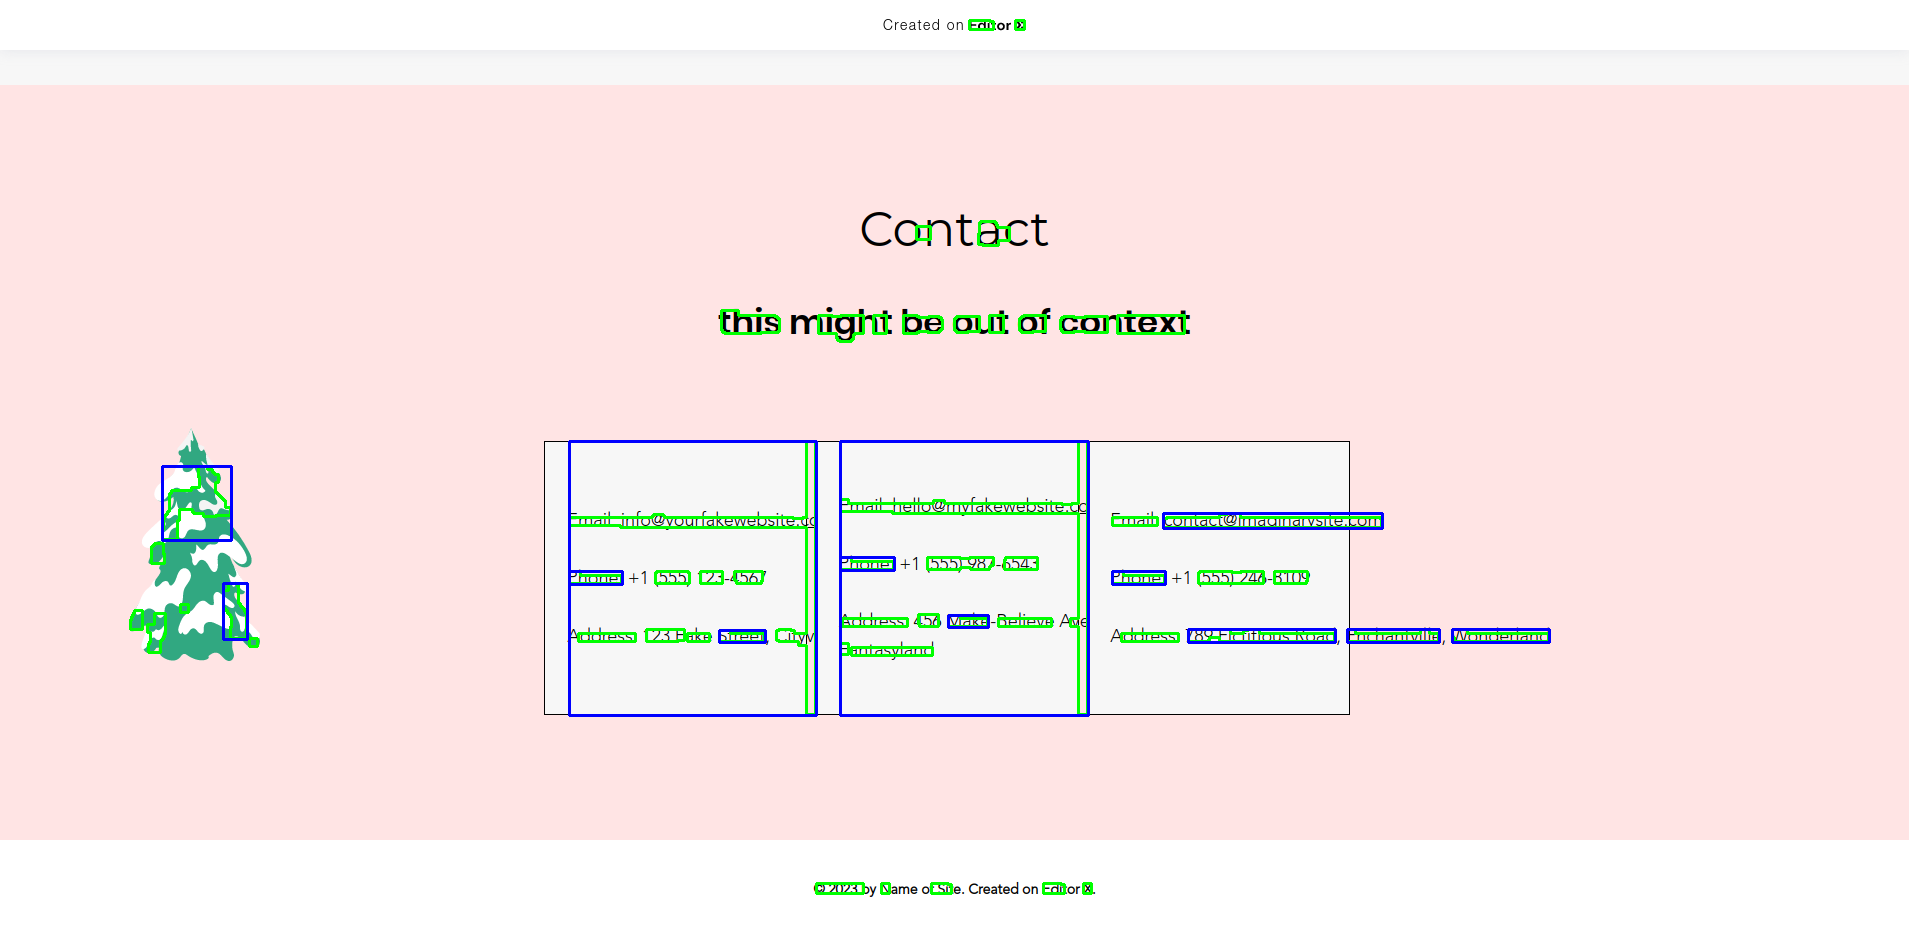 Created on Editor X
Contact
this might be out of context
Email: info@yourfakewebsite.co
Phone: +1 (555) 123-4567
Address: 123 Fake Street,
Email: hello@myfakewebsite.co
Phone: +1 (555) 987-6543
Address: 456 Make-Believe Ave
Fantasyland
Email: contact@imaginarysite.com
Phone: +1 (555) 246-8109
Address: 789 Fictitious Road, Enchantville, Wonderland
© 2023 by Name of Site. Created on Editor X.